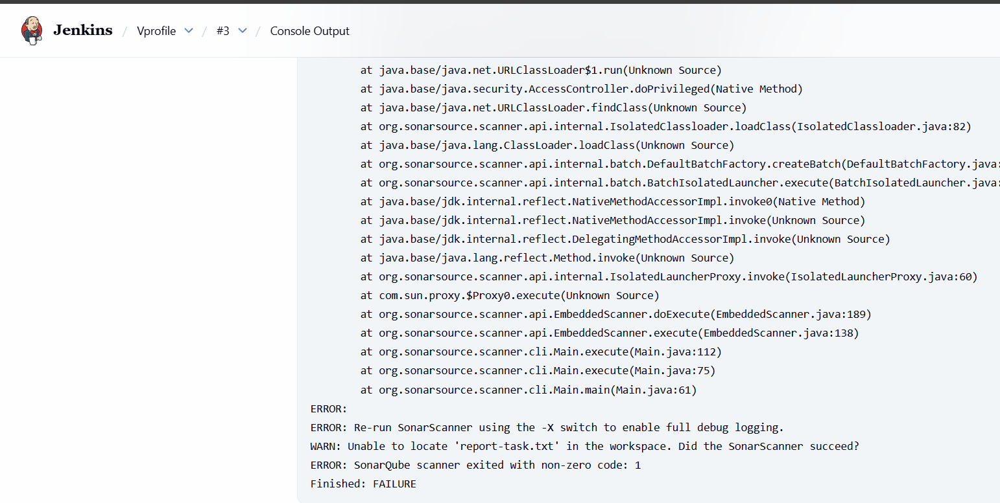 Jenkins / Vprofile / #3 / Console Output
at java.base/java.net.URLClassLoader$1.run(Unknown Source)
at java.base/java.security.AccessController.doPrivileged(Native Method)
at java.base/java.net.URLClassLoader.findClass(Unknown Source)
at org.sonarsource.scanner.api.internal.IsolatedClassloader.loadClass(IsolatedClassloader.java:82)
at java.base/java.lang.ClassLoader.loadClass(Unknown Source)
at org.sonarsource.scanner.api.internal.batch.DefaultBatchFactory.createBatch(DefaultBatchFactory.java:
at org.sonarsource.scanner.api.internal.batch.BatchIsolatedLauncher.execute(BatchIsolatedLauncher.java:
at java.base/jdk.internal.reflect.NativeMethodAccessorImpl.invoke0(Native Method)
at java.base/jdk.internal.reflect.NativeMethodAccessorImpl.invoke(Unknown Source)
at java.base/jdk.internal.reflect.DelegatingMethodAccessorImpl.invoke(Unknown Source)
at java.base/java.lang.reflect.Method.invoke(Unknown Source)
at org.sonarsource.scanner.api.internal.IsolatedLauncherProxy.invoke(IsolatedLauncherProxy.java:60)
at com.sun.proxy.$Proxy0.execute(Unknown Source)
at org.sonarsource.scanner.api.EmbeddedScanner.doExecute(EmbeddedScanner.java:189)
at org.sonarsource.scanner.api.EmbeddedScanner.execute(EmbeddedScanner.java:138)
at org.sonarsource.scanner.cli.Main.execute(Main.java:112)
at org.sonarsource.scanner.cli.Main.execute(Main.java:75)
at org.sonarsource.scanner.cli.Main.main(Main.java:61)
ERROR:
ERROR: Re-run SonarScanner using the -X switch to enable full debug logging.
WARN: Unable to locate 'report-task.txt' in the workspace. Did the SonarScanner succeed?
ERROR: SonarQube scanner exited with non-zero code: 1
Finished: FAILURE